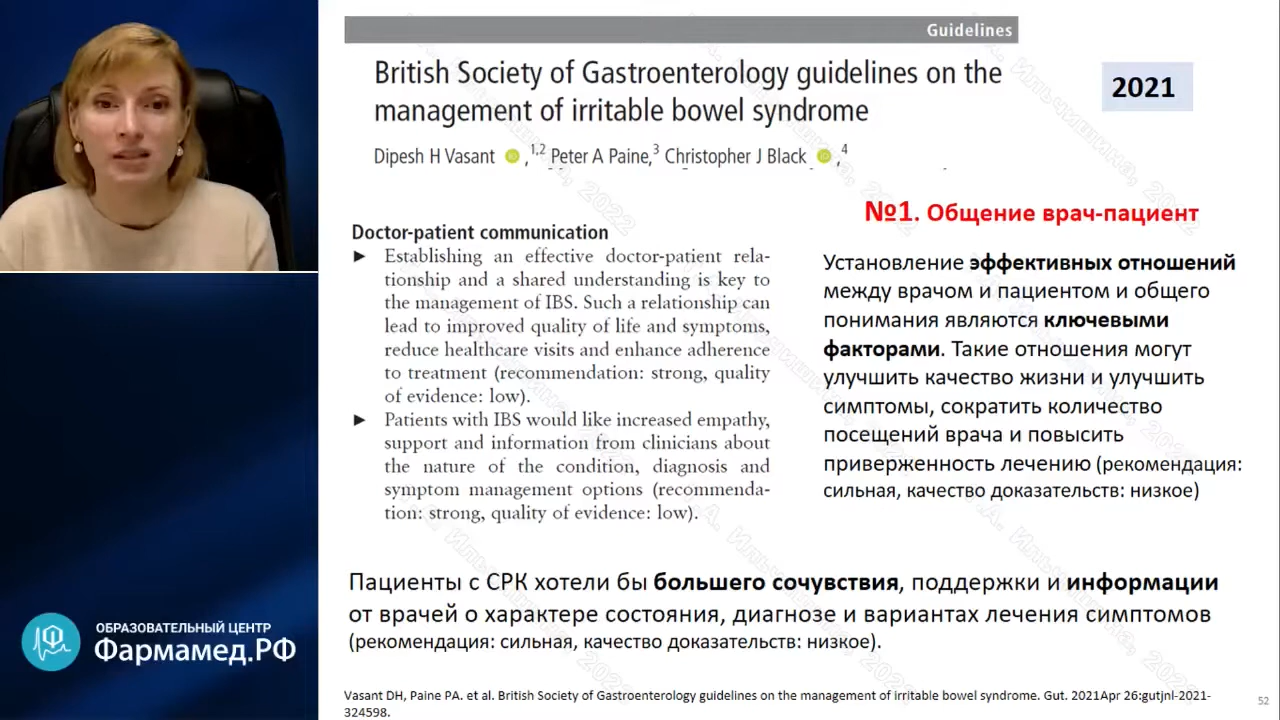 Guidelines
British Society of Gastroenterology guidelines on the
management of irritable bowel syndrome
2021
Dipesh H Vasant , 1,2 Peter A Paine, 3 Christopher J Black , 4
№1. Общение врач-пациент
Doctor-patient communication
► Establishing an effective doctor-patient rela-
tionship and a shared understanding is key to
the management of IBS. Such a relationship can
lead to improved quality of life and symptoms,
reduce healthcare visits and enhance adherence
to treatment (recommendation: strong, quality
of evidence: low).
► Patients with IBS would like increased empathy,
support and information from clinicians about
the nature of the condition, diagnosis and
symptom management options (recommenda-
tion: strong, quality of evidence: low).
Установление эффективных отношений
между врачом и пациентом и общего
понимания являются ключевыми
факторами. Такие отношения могут
улучшить качество жизни и улучшить
симптомы, сократить количество
посещений врача и повысить
приверженность лечению (рекомендация:
сильная, качество доказательств: низкое)
Пациенты с СРК хотели бы большего сочувствия, поддержки и информации
от врачей о характере состояния, диагнозе и вариантах лечения симптомов
(рекомендация: сильная, качество доказательств: низкое).
ОБРАЗОВАТЕЛЬНЫЙ ЦЕНТР
Фармамед.РФ
Vasant DH, Paine PA. et al. British Society of Gastroenterology guidelines on the management of irritable bowel syndrome. Gut. 2021Apr 26:gutjnl-2021-
324598.
52